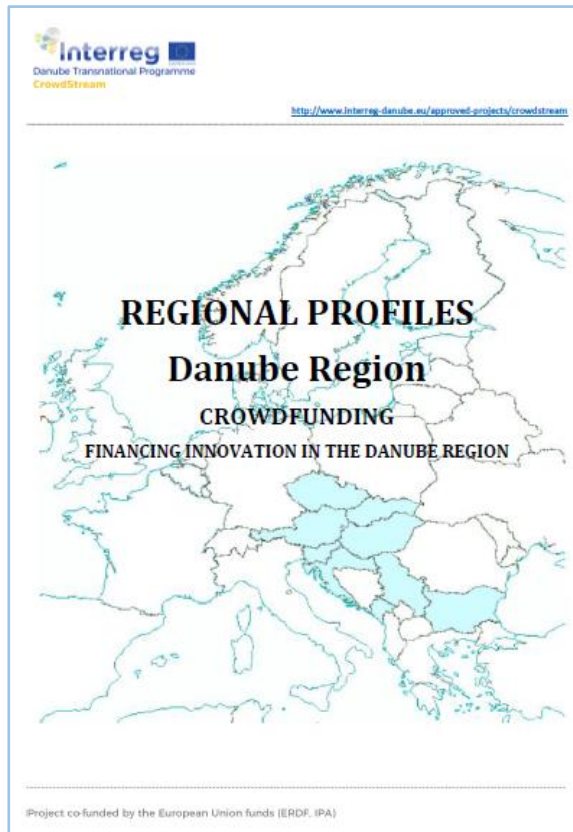 Interreg
Danube Transnational Programme
CrowdStream
http://www.interreg-danube.eu/approved-projects/crowdstream
REGIONAL PROFILES
Danube Region
CROWDFUNDING
FINANCING INNOVATION IN THE DANUBE REGION
Project co-funded by the European Union funds (ERDF, IPA)